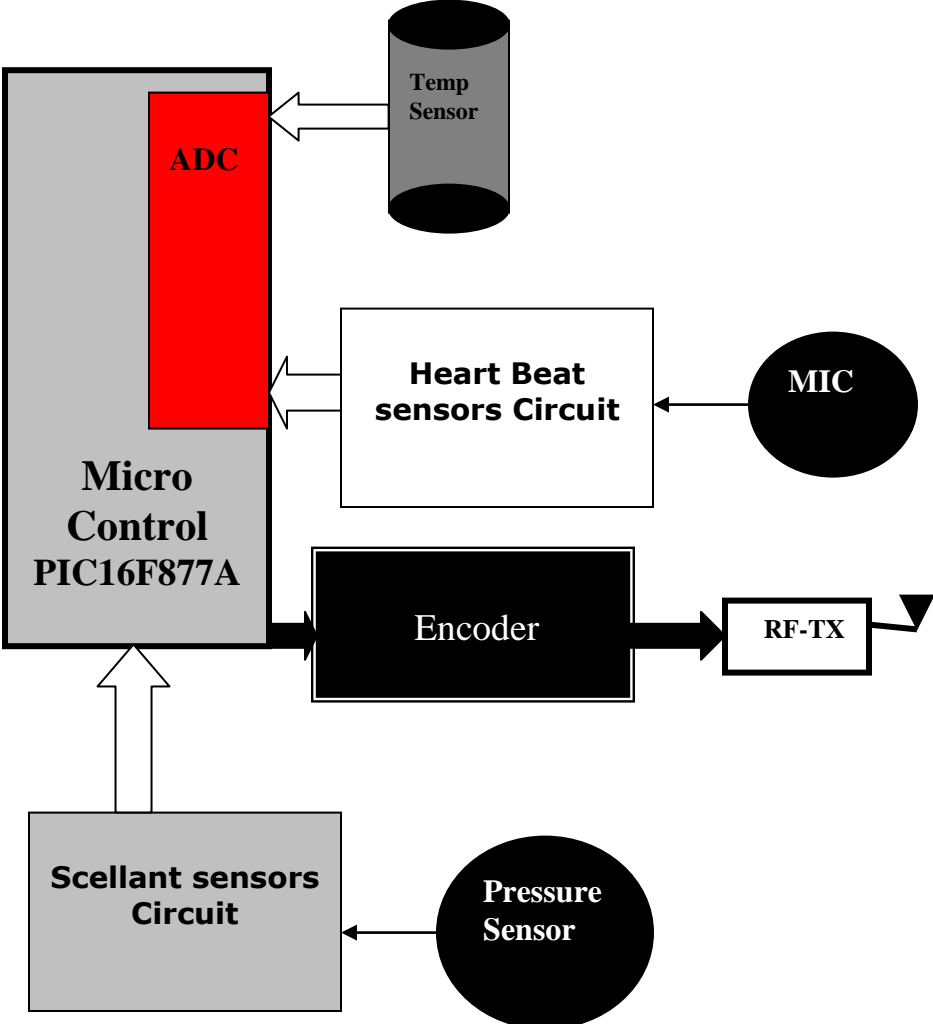 Temp
Sensor
ADC
Heart Beat
sensors Circuit
MIC
Micro
Control
PIC16F877A
Encoder
RF-TX
Scellant sensors
Circuit
Pressure
Sensor